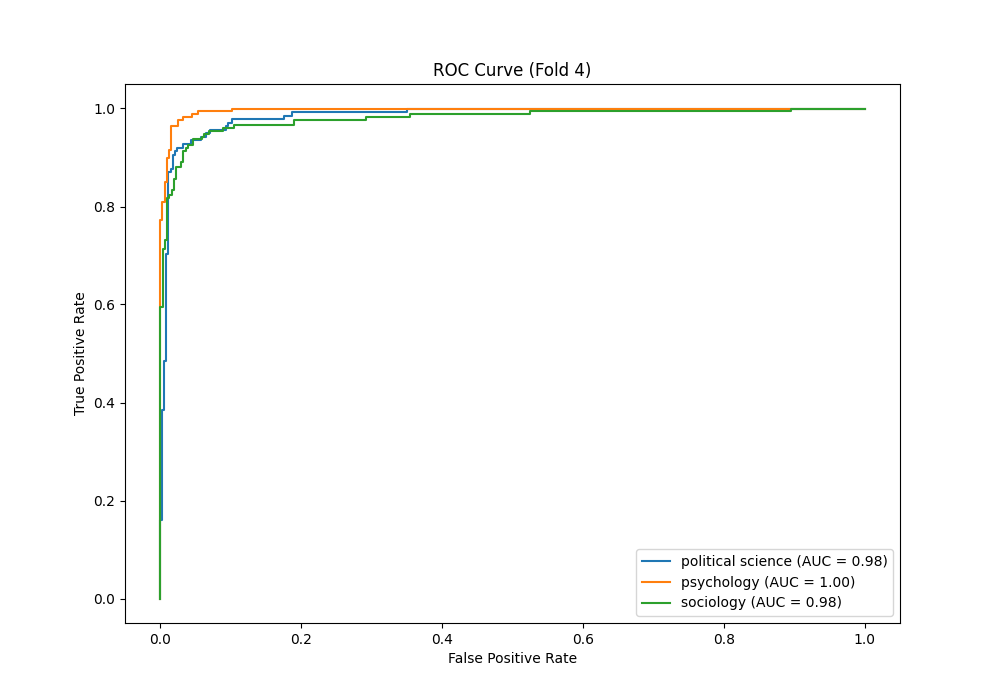 ROC Curve (Fold 4)
1.0
0.8
0.6
0.4
0.2
0.0
True Positive Rate
political science (AUC = 0.98)
psychology (AUC = 1.00)
sociology (AUC = 0.98)
0.0 0.2 0.4 0.6 0.8 1.0
False Positive Rate